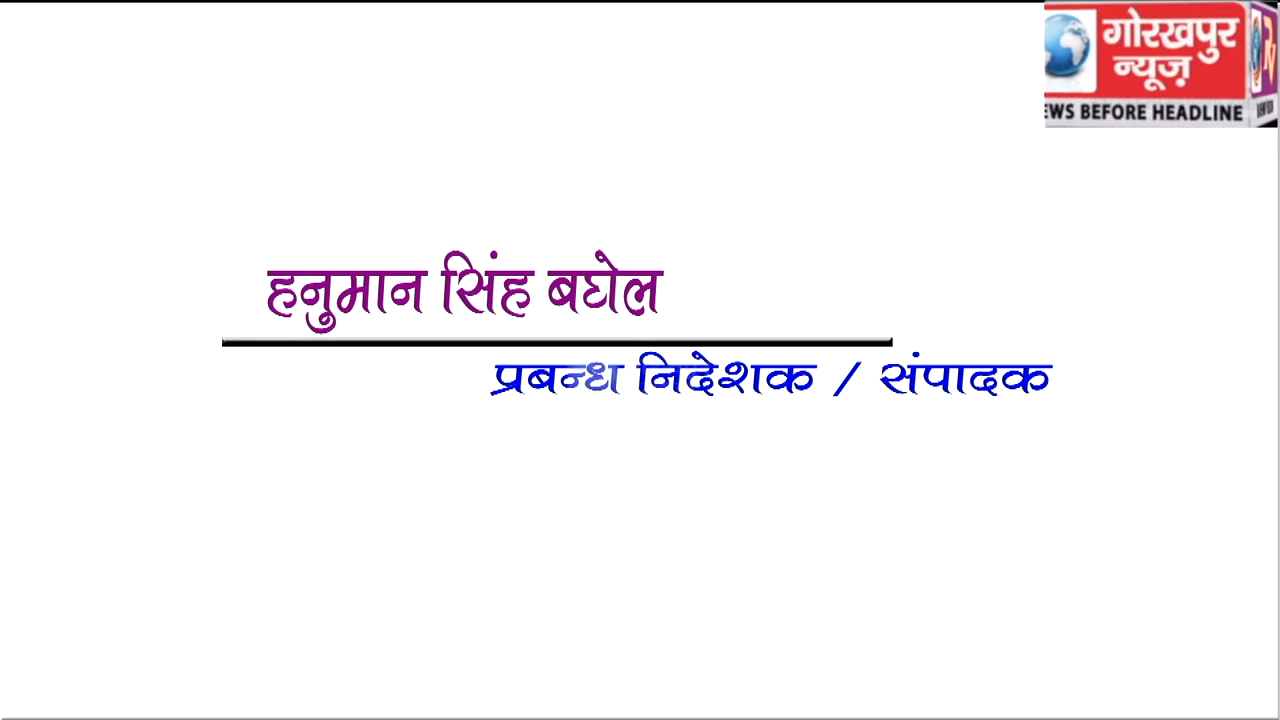 गोरखपुर
न्यूज़
EWS BEFORE HEADLINE
हनुमान सिंह बघेल
प्रबन्ध निदेशक / संपादक